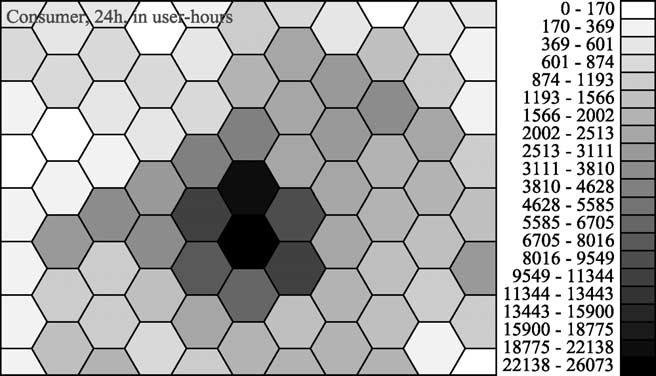 Consumer, 24h, in user-hours
0 - 170
170 - 369
369 - 601
601 - 874
874 - 1193
1193 - 1566
1566 - 2002
2002 - 2513
2513 - 3111
3111 - 3810
3810 - 4628
4628 - 5585
5585 - 6705
6705 - 8016
8016 - 9549
9549 - 11344
11344 - 13443
13443 - 15900
15900 - 18775
18775 - 22138
22138 - 26073